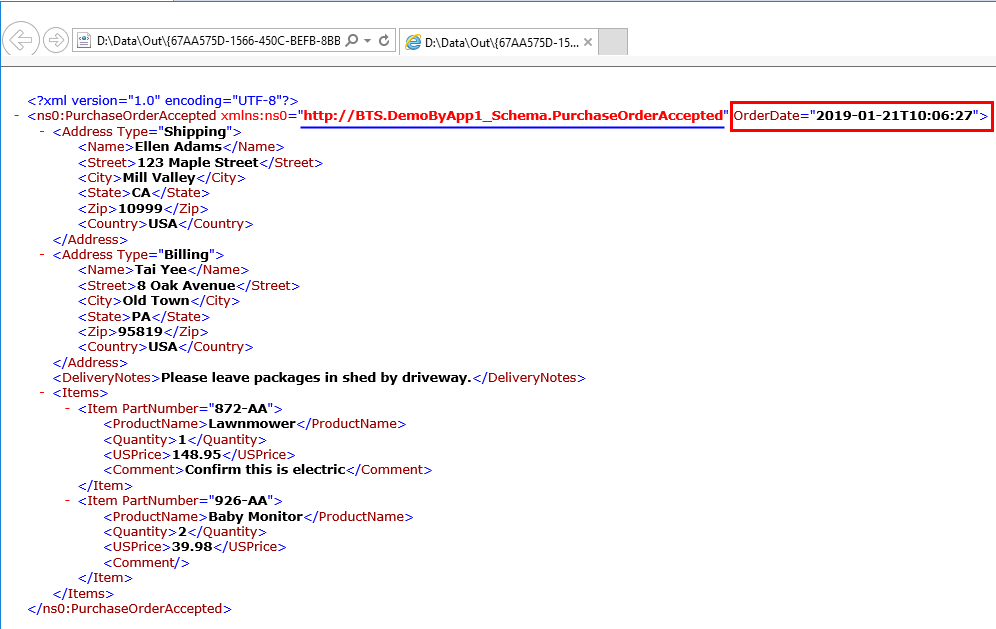 D:\Data\Out\{67AA575D-1566-450C-BEFB-8BB
D:\Data\Out\{67AA575D-15...
<?xml version="1.0" encoding="UTF-8"?>
- <ns0:PurchaseOrderAccepted xmlns:ns0="http://BTS.DemoByApp1_Schema.PurchaseOrderAccepted" OrderDate="2019-01-21T10:06:27">
- <Address Type="Shipping">
<Name>Ellen Adams</Name>
<Street>123 Maple Street</Street>
<City>Mill Valley</City>
<State>CA</State>
<Zip>10999</Zip>
<Country>USA</Country>
</Address>
- <Address Type="Billing">
<Name>Tai Yee</Name>
<Street>8 Oak Avenue</Street>
<City>Old Town</City>
<State>PA</State>
<Zip>95819</Zip>
<Country>USA</Country>
</Address>
<DeliveryNotes>Please leave packages in shed by driveway.</DeliveryNotes>
- <Items>
- <Item PartNumber="872-AA">
<ProductName>Lawnmower</ProductName>
<Quantity>1</Quantity>
<USPrice>148.95</USPrice>
<Comment>Confirm this is electric</Comment>
</Item>
- <Item PartNumber="926-AA">
<ProductName>Baby Monitor</ProductName>
<Quantity>2</Quantity>
<USPrice>39.98</USPrice>
<Comment/>
</Item>
</Items>
</ns0:PurchaseOrderAccepted>